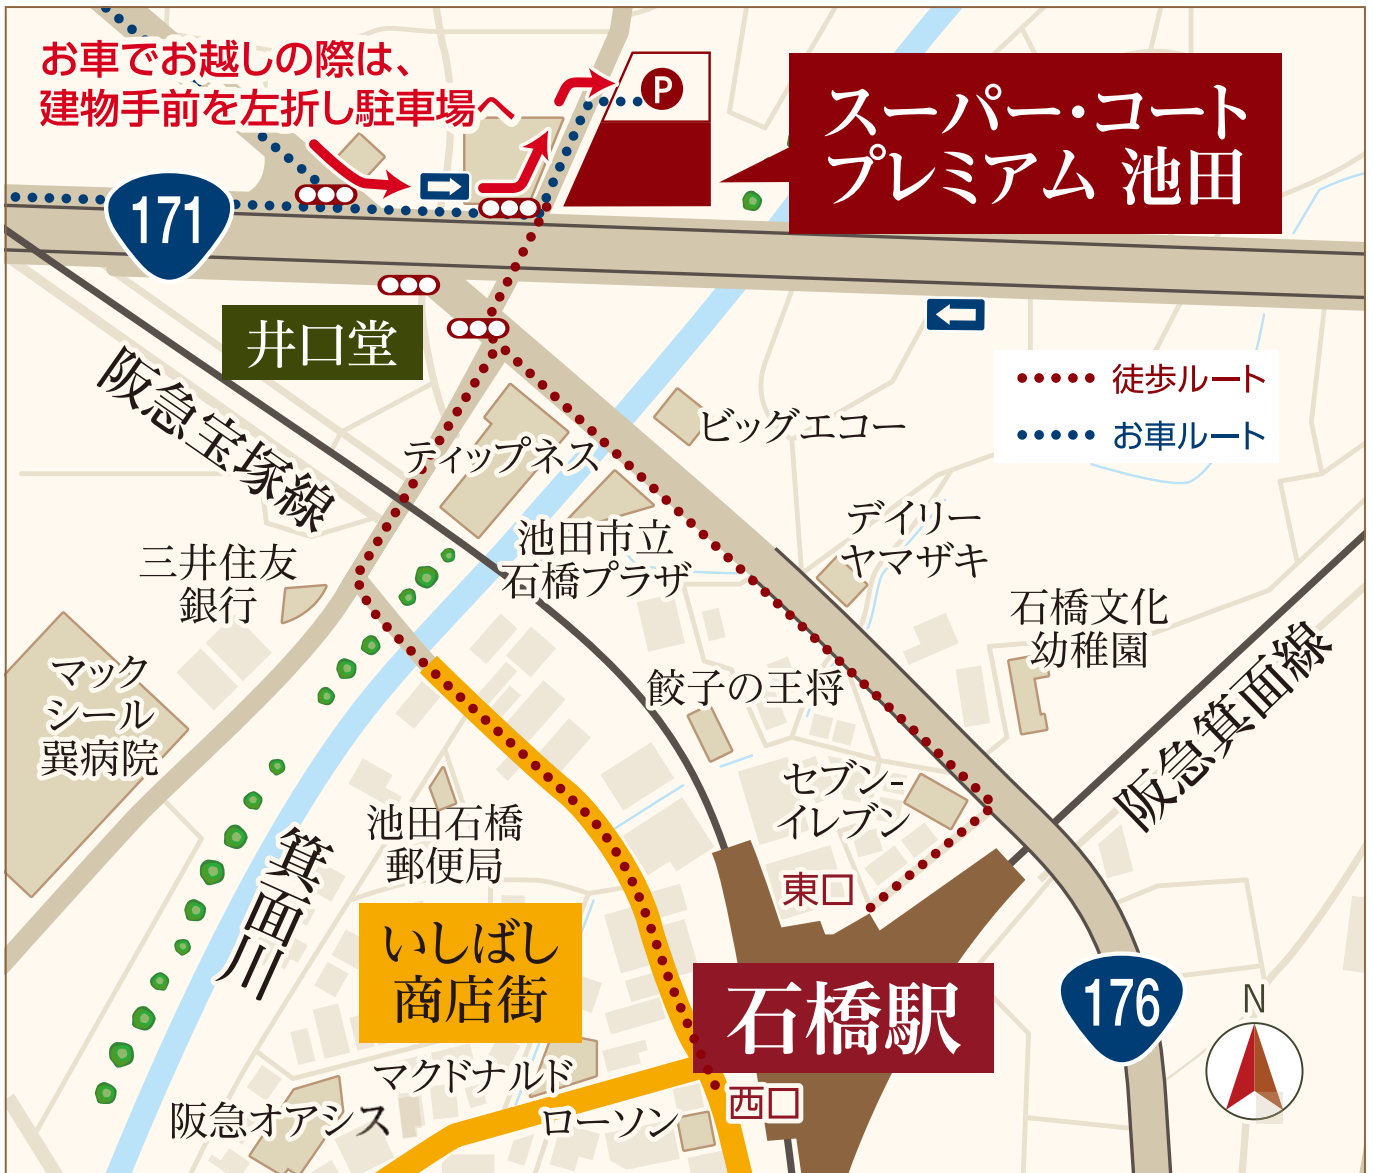 お車でお越しの際は、
建物手前を左折し駐車場へ
P
スーパー・コート
プレミアム 池田
171
井口堂
徒歩ルート
お車ルート
阪急宝塚線
ティップネス
ビッグエコー
池田市立
石橋プラザ
デイリー
ヤマザキ
三井住友
銀行
石橋文化
幼稚園
マック
シール
巽病院
餃子の王将
阪急箕面線
セブン-
イレブン
池田石橋
郵便局
箕面川
東口
いしばし
商店街
石橋駅
176
N
マクドナルド
阪急オアシス
ローソン
西口